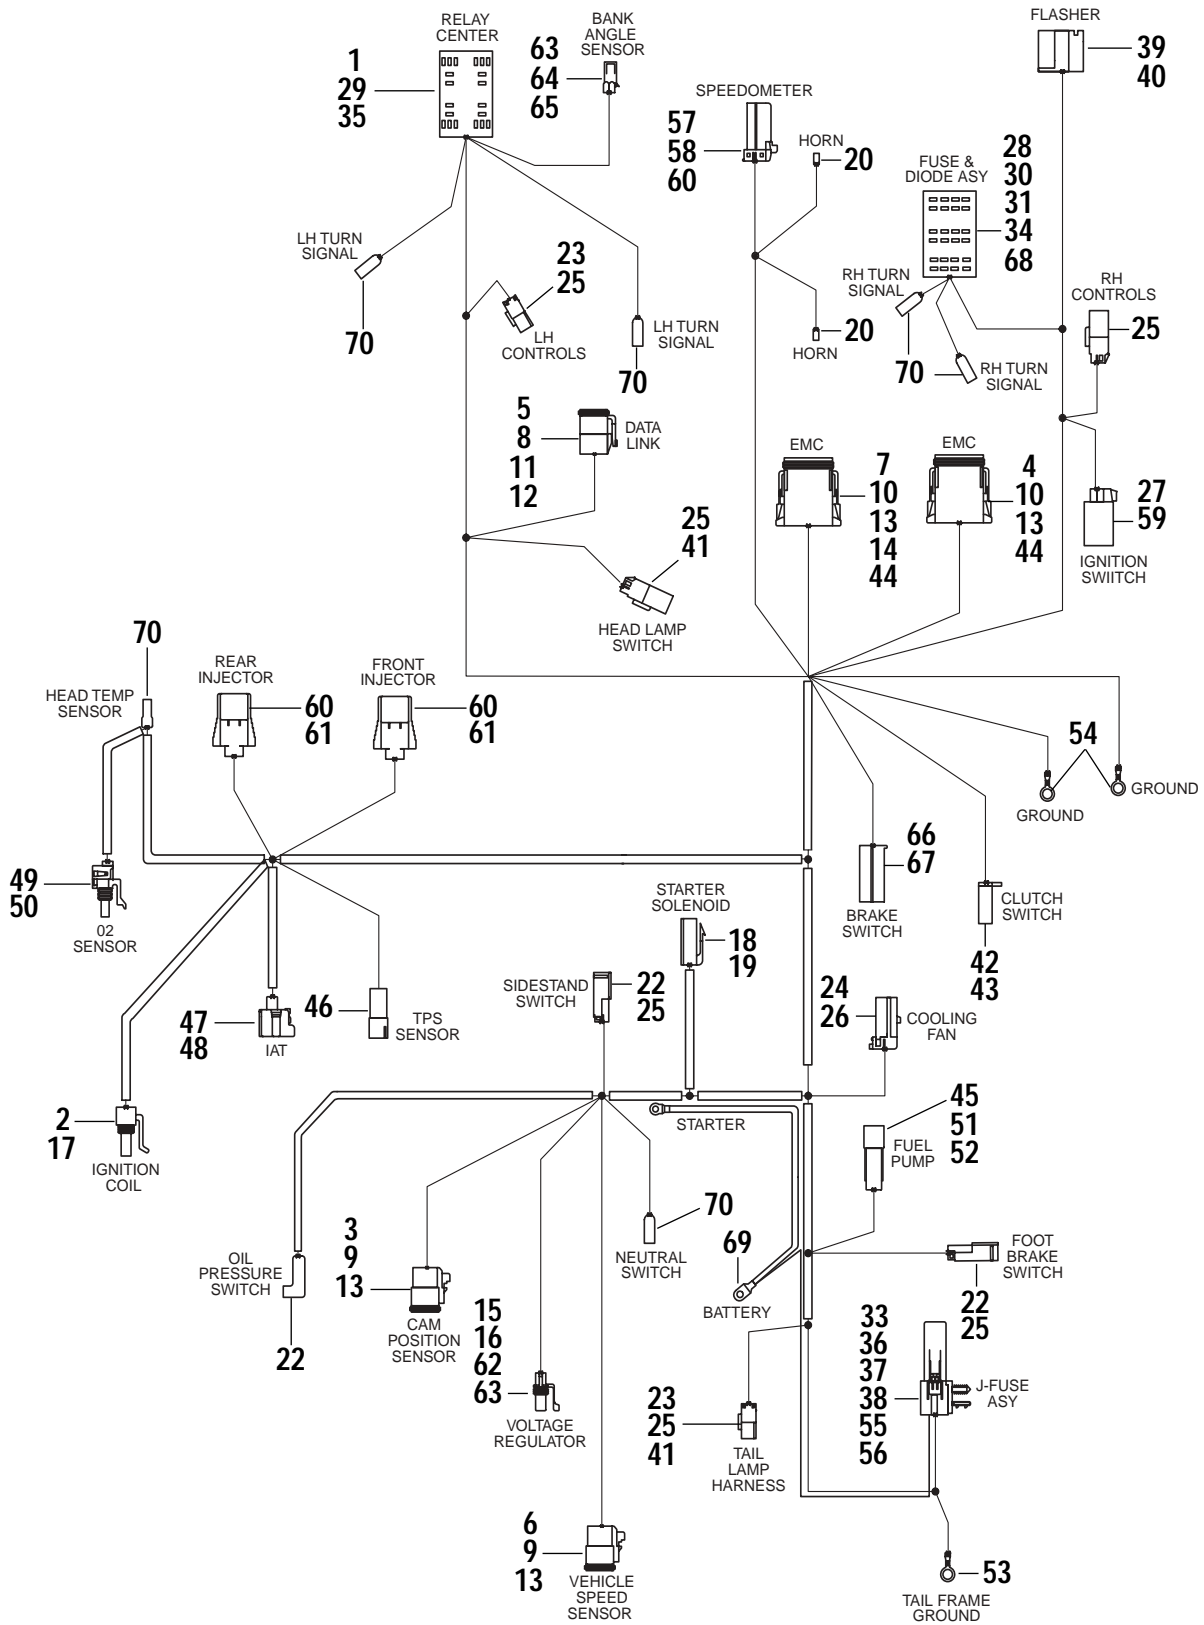 RELAY
CENTER
1
29
35
BANK
ANGLE
SENSOR
63
64
65
FLASHER
39
40
SPEEDOMETER
57
58
60
HORN
20
FUSE &
DIODE ASY
28
30
31
34
68
LH TURN
SIGNAL
70
23
25
LH
CONTROLS
LH TURN
SIGNAL
70
HORN
20
RH TURN
SIGNAL
70
RH TURN
SIGNAL
RH
CONTROLS
25
5
8
11
12
DATA
LINK
EMC
7
10
13
14
44
EMC
4
10
13
44
27
59
IGNITION
SWIITCH
25
41
HEAD LAMP
SWITCH
70
HEAD TEMP
SENSOR
REAR
INJECTOR
60
61
FRONT
INJECTOR
60
61
54
GROUND
GROUND
49
50
02
SENSOR
66
67
BRAKE
SWITCH
CLUTCH
SWITCH
42
43
STARTER
SOLENOID
18
19
SIDESTAND
SWITCH
22
25
24
26
COOLING
FAN
47
48
IAT
46
TPS
SENSOR
2
17
IGNITION
COIL
STARTER
45
51
52
FUEL
PUMP
OIL
PRESSURE
SWITCH
22
3
9
13
CAM
POSITION
SENSOR
70
NEUTRAL
SWITCH
69
BATTERY
FOOT
BRAKE
SWITCH
22
25
15
16
62
63
VOLTAGE
REGULATOR
23
25
41
TAIL
LAMP
HARNESS
33
36
37
38
55
56
J-FUSE
ASY
6
9
13
VEHICLE
SPEED
SENSOR
53
TAIL FRAME
GROUND